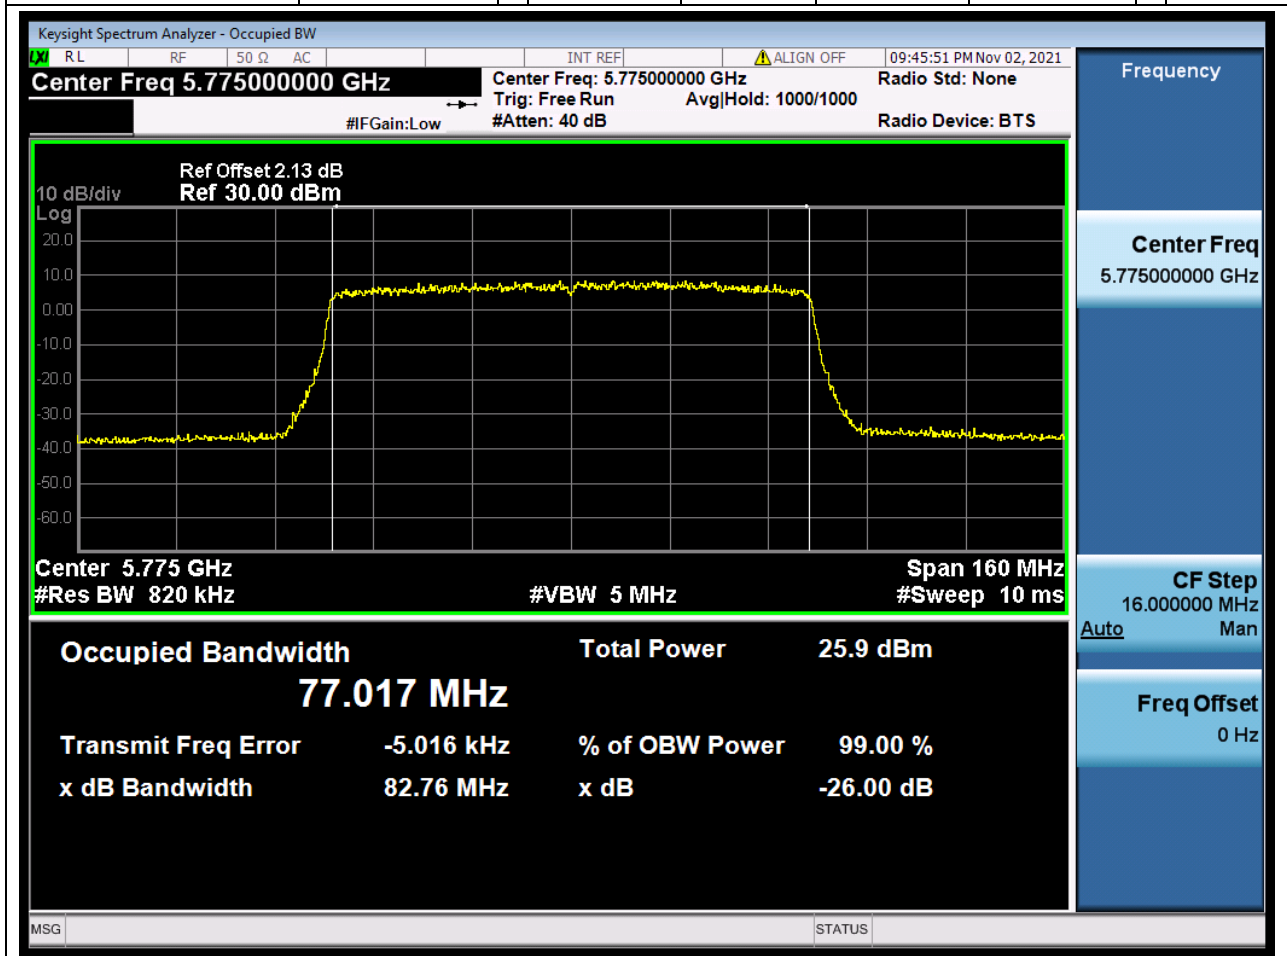 Keysight Spectrum Analyzer - Occupied BW
LXI RL RF 50 Ω AC INT REF ALIGN OFF 09:45:51 PM Nov 02, 2021
Center Freq 5.775000000 GHz Center Freq: 5.775000000 GHz Radio Std: None
Trig: Free Run Avg|Hold: 1000/1000
#IFGain:Low #Atten: 40 dB Radio Device: BTS
Ref Offset 2.13 dB
10 dB/div Ref 30.00 dBm
Log
20.0
10.0
0.00
-10.0
-20.0
-30.0
-40.0
-50.0
-60.0
Center 5.775 GHz Span 160 MHz
#Res BW 820 kHz #VBW 5 MHz #Sweep 10 ms
Occupied Bandwidth Total Power 25.9 dBm
77.017 MHz
Transmit Freq Error -5.016 kHz % of OBW Power 99.00 %
x dB Bandwidth 82.76 MHz x dB -26.00 dB
MSG STATUS
Frequency
Center Freq
5.775000000 GHz
CF Step
16.000000 MHz
Auto Man
Freq Offset
0 Hz